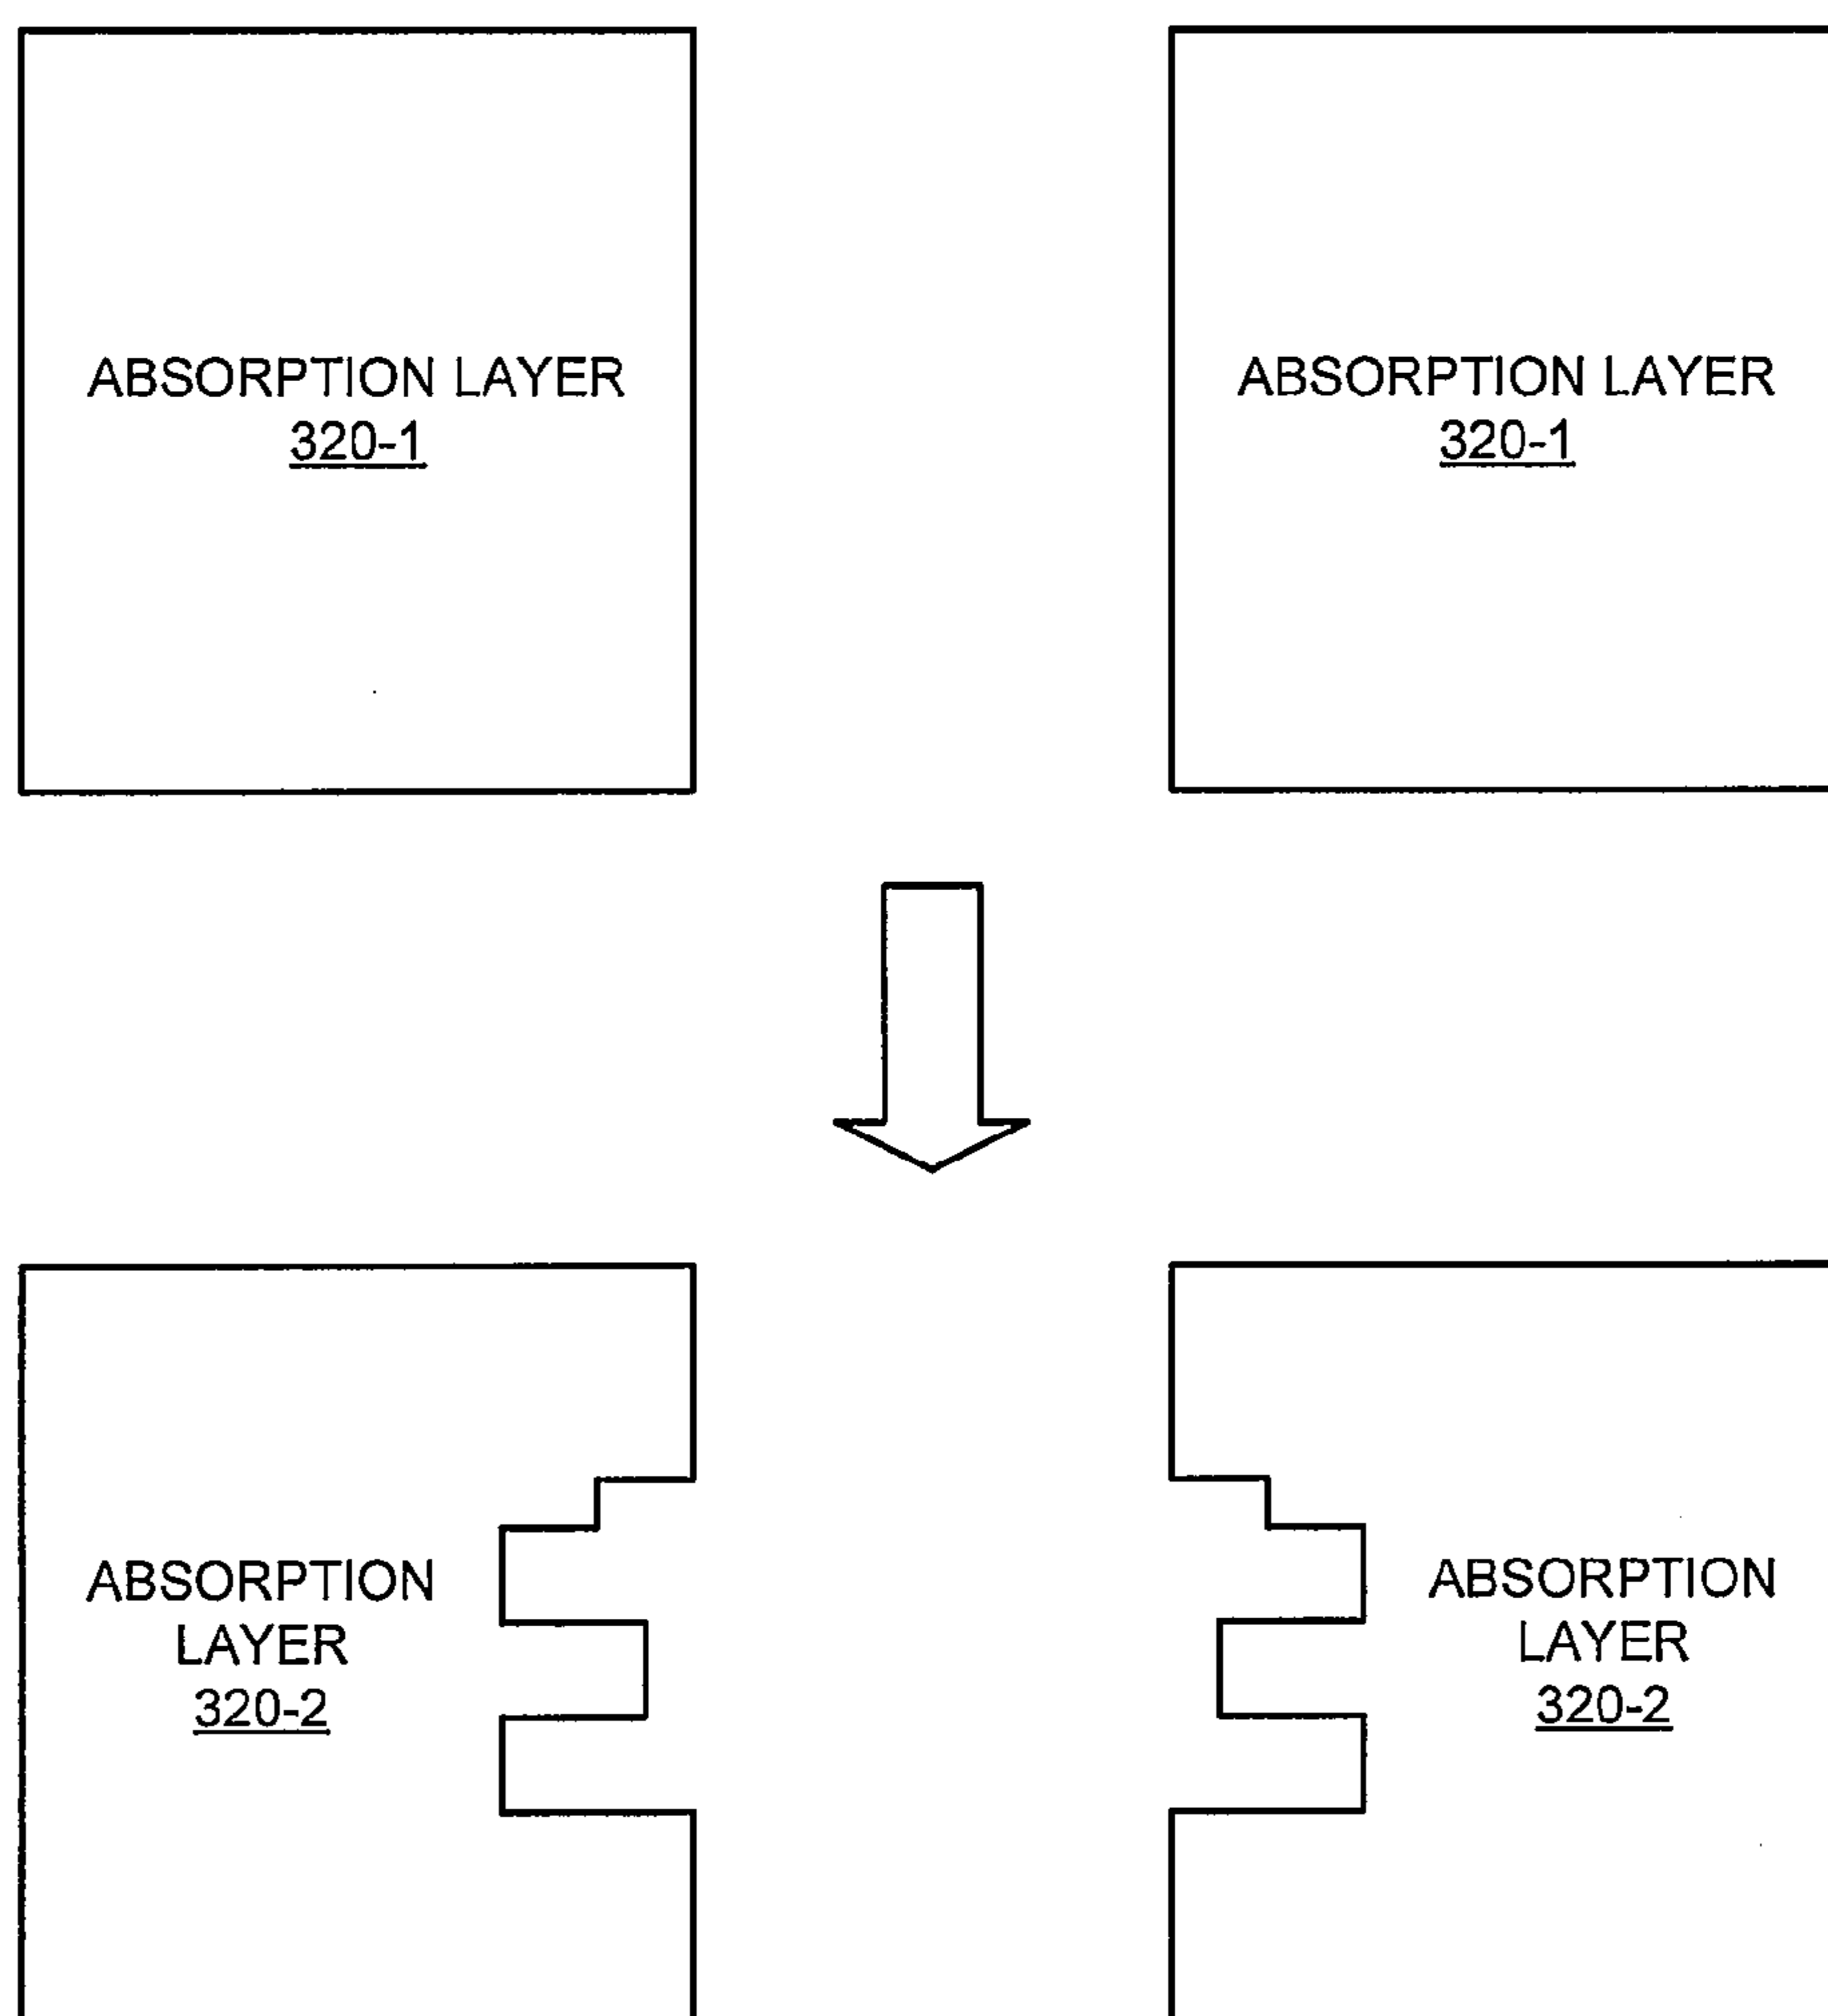 ABSORPTION LAYER
320-1
ABSORPTION LAYER
320-1
ABSORPTION
LAYER
320-2
ABSORPTION
LAYER
320-2